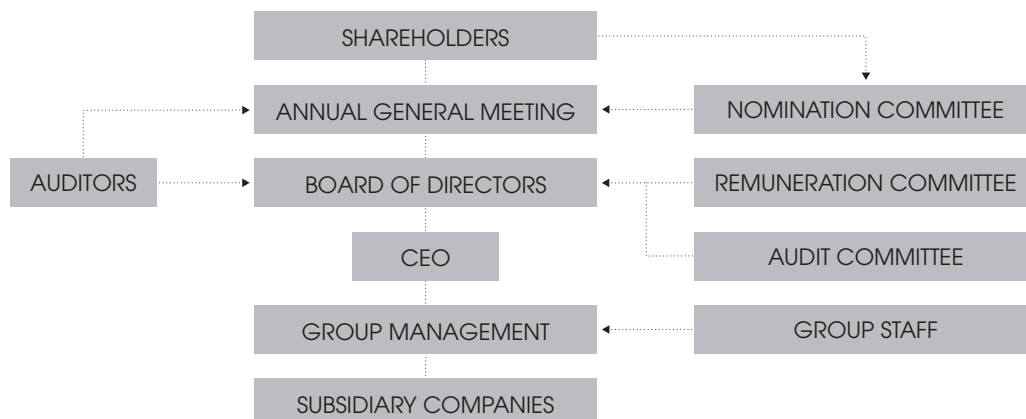 SHAREHOLDERS
ANNUAL GENERAL MEETING
NOMINATION COMMITTEE
AUDITORS
BOARD OF DIRECTORS
REMUNERATION COMMITTEE
CEO
AUDIT COMMITTEE
GROUP MANAGEMENT
GROUP STAFF
SUBSIDIARY COMPANIES